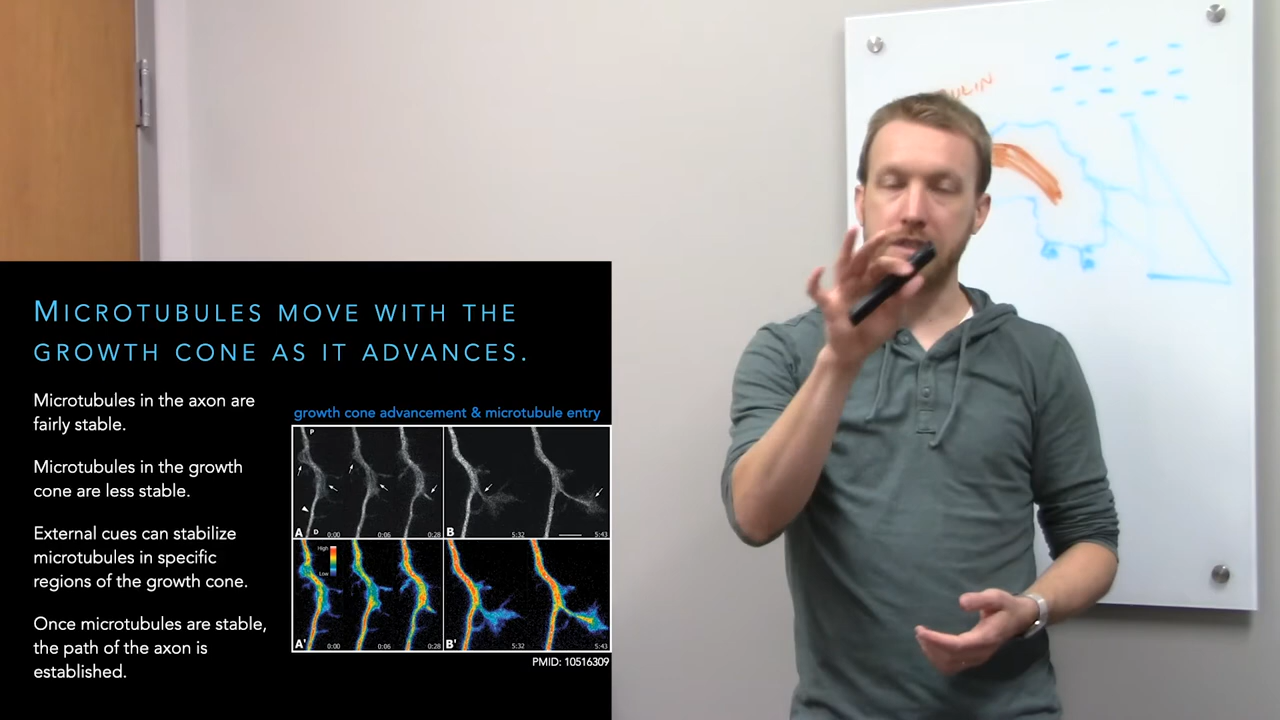 MICROTUBULES MOVE WITH THE
GROWTH CONE AS IT ADVANCES.
Microtubules in the axon are
fairly stable.
Microtubules in the growth
cone are less stable.
External cues can stabilize
microtubules in specific
regions of the growth cone.
Once microtubules are stable,
the path of the axon is
established.
growth cone advancement & microtubule entry
P
A D 0:00 0:06 0:28 B 5:32 5:43
High
Low
A' 0:00 0:06 0:28 B' 5:32 5:43
PMID: 10516309